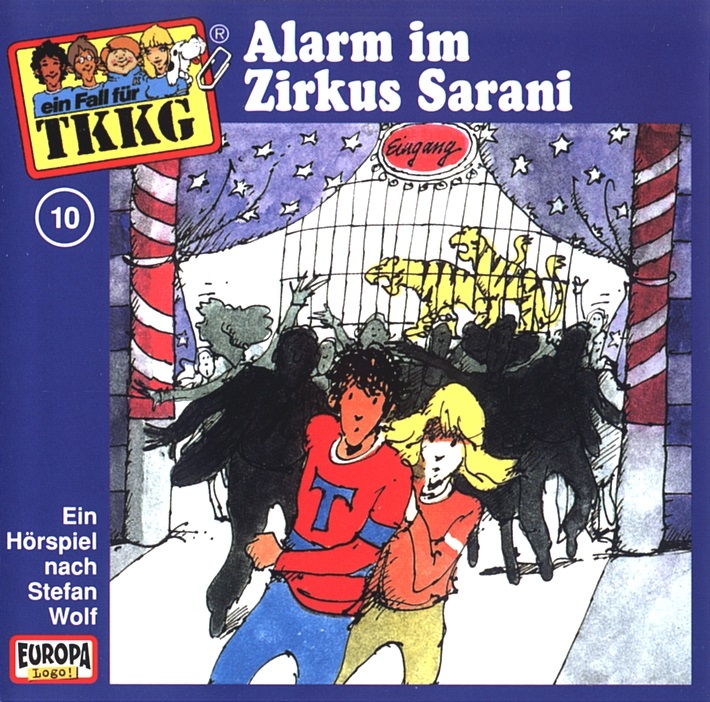 ein Fall für
TKKG
®
Alarm im
Zirkus Sarani
10
Eingang
T
Ein
Hörspiel
nach
Stefan
Wolf
EUROPA
Logo!